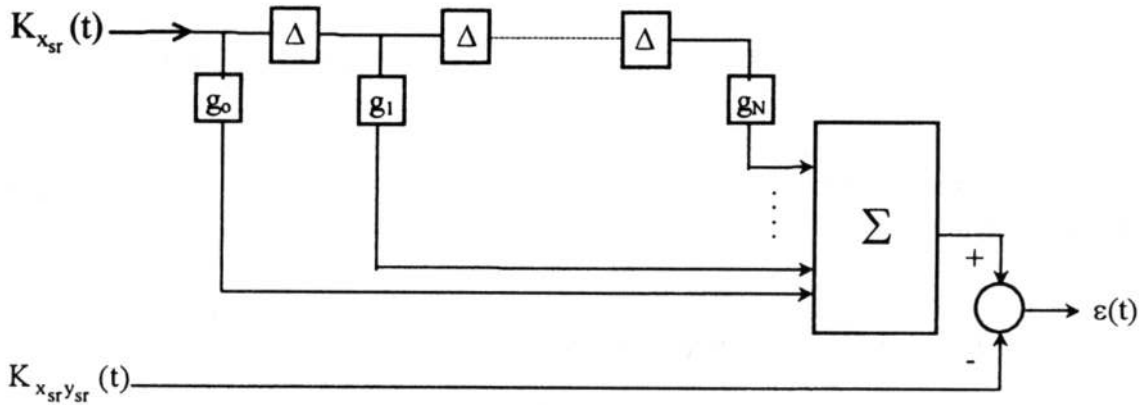 K_{x_{sr}}(t)
Δ Δ Δ
g₀ g₁ g_N
Σ
+
ε(t)
-
K_{x_{sr}y_{sr}}(t)